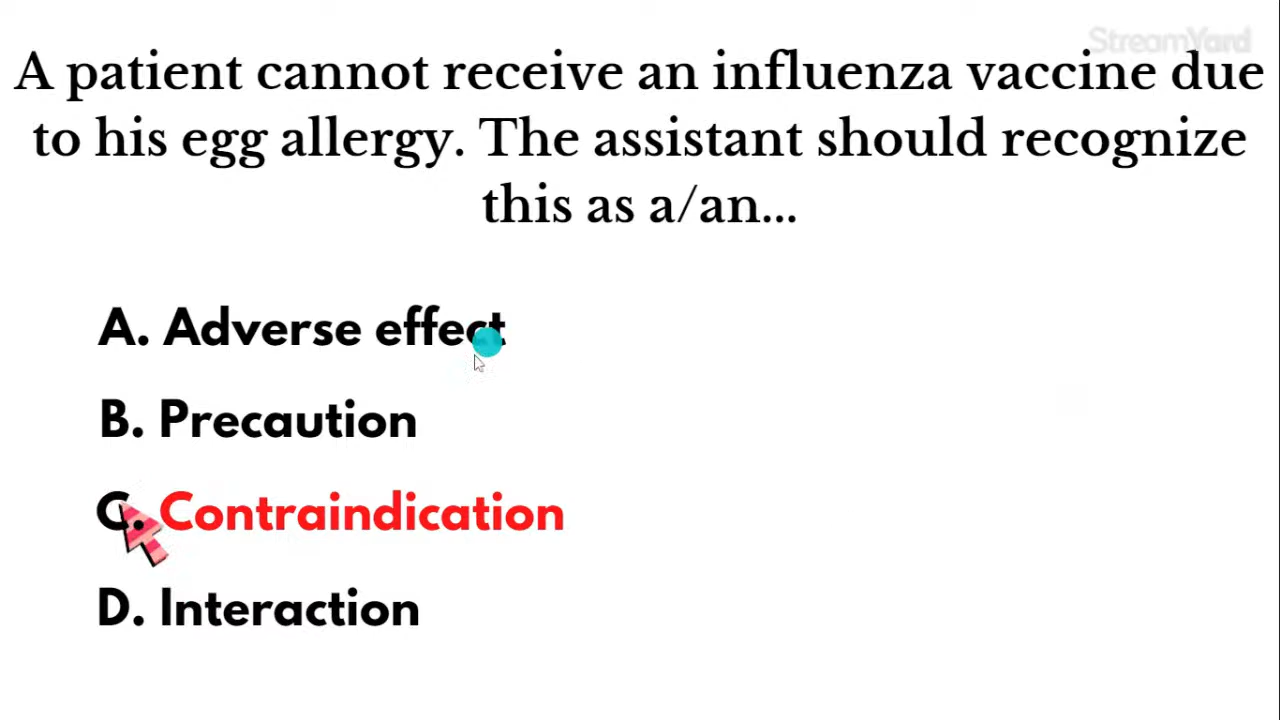 StreamYard
A patient cannot receive an influenza vaccine due
to his egg allergy. The assistant should recognize
this as a/an...
A. Adverse effect
B. Precaution
C. Contraindication
D. Interaction